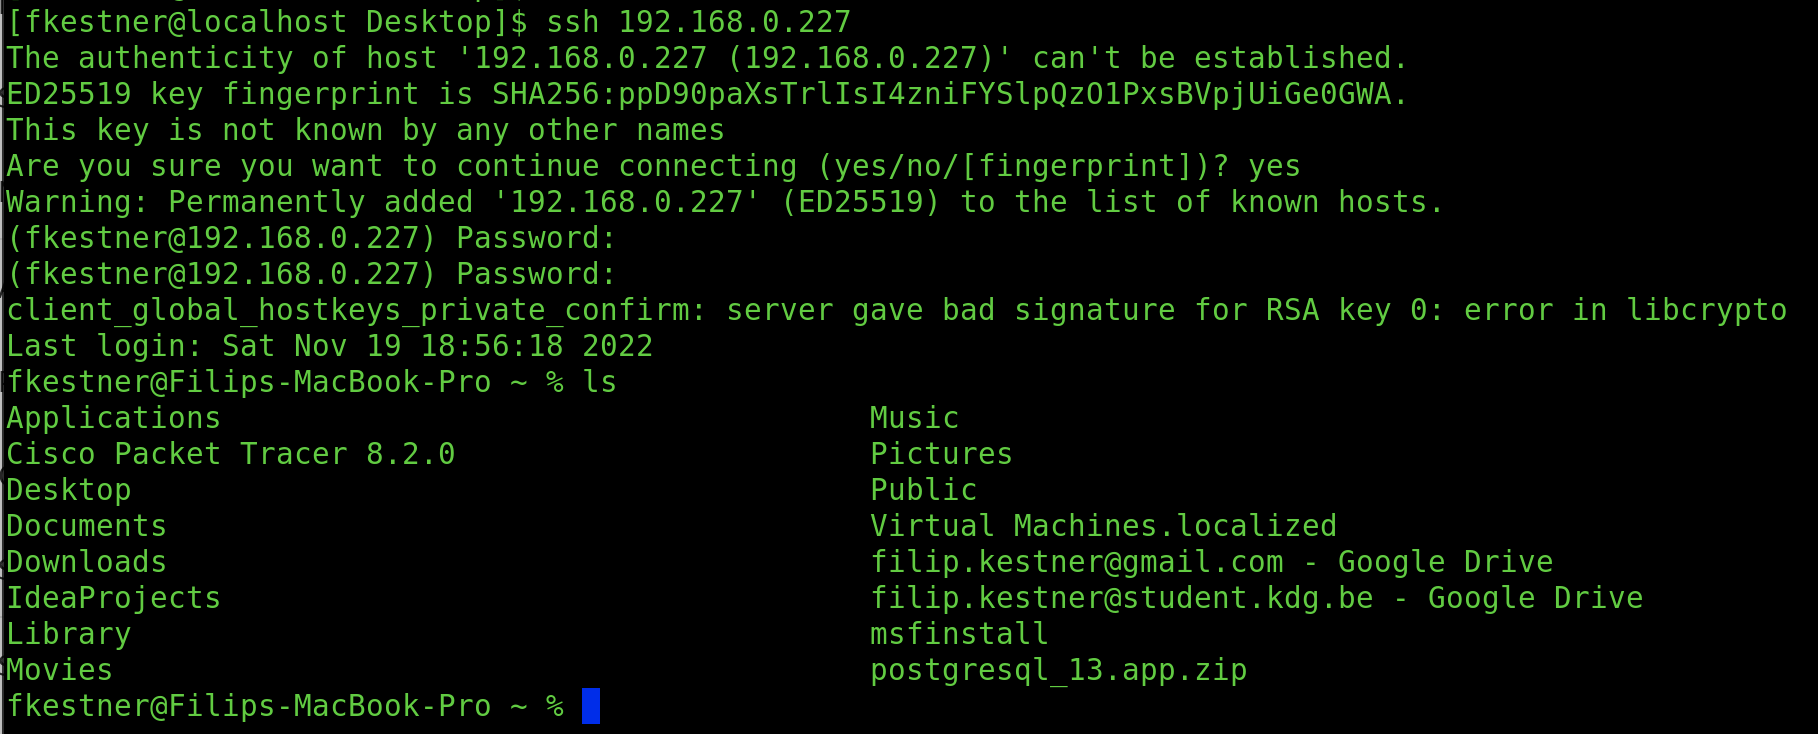 [fkestner@localhost Desktop]$ ssh 192.168.0.227
The authenticity of host '192.168.0.227 (192.168.0.227)' can't be established.
ED25519 key fingerprint is SHA256:ppD90paXsTrlIsI4zniFYSlpQzO1PxsBVpjUiGe0GWA.
This key is not known by any other names
Are you sure you want to continue connecting (yes/no/[fingerprint])? yes
Warning: Permanently added '192.168.0.227' (ED25519) to the list of known hosts.
(fkestner@192.168.0.227) Password:
(fkestner@192.168.0.227) Password:
client_global_hostkeys_private_confirm: server gave bad signature for RSA key 0: error in libcrypto
Last login: Sat Nov 19 18:56:18 2022
fkestner@Filips-MacBook-Pro ~ % ls
Applications Music
Cisco Packet Tracer 8.2.0 Pictures
Desktop Public
Documents Virtual Machines.localized
Downloads filip.kestner@gmail.com - Google Drive
IdeaProjects filip.kestner@student.kdg.be - Google Drive
Library msfinstall
Movies postgresql_13.app.zip
fkestner@Filips-MacBook-Pro ~ %